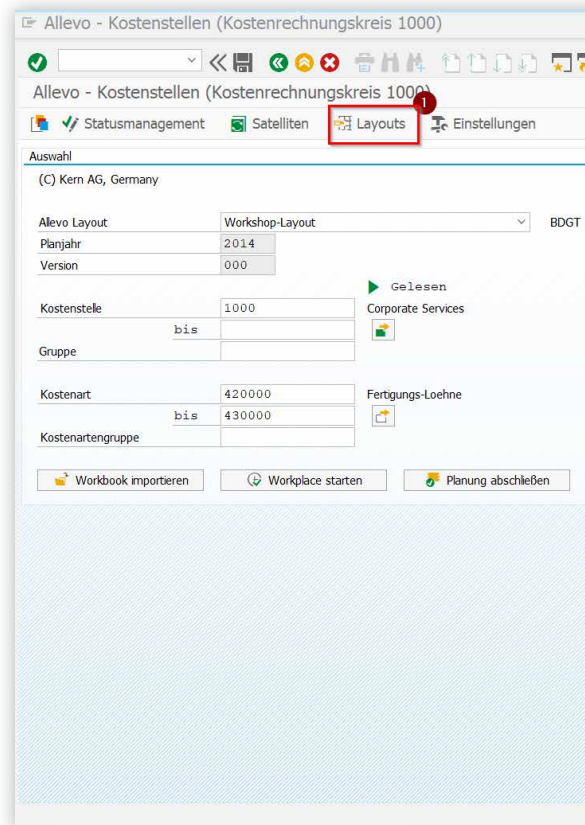 Allevo - Kostenstellen (Kostenrechnungskreis 1000)
Allevo - Kostenstellen (Kostenrechnungskreis 1000)
1
Statusmanagement Satelliten Layouts Einstellungen
Auswahl
(C) Kern AG, Germany
Allevo Layout Workshop-Layout BDGT
Planjahr 2014
Version 000
Gelesen
Kostenstelle 1000 Corporate Services
bis
Gruppe
Kostenart 420000 Fertigungs-Loehne
bis 430000
Kostenartengruppe
Workbook importieren Workplace starten Planung abschließen